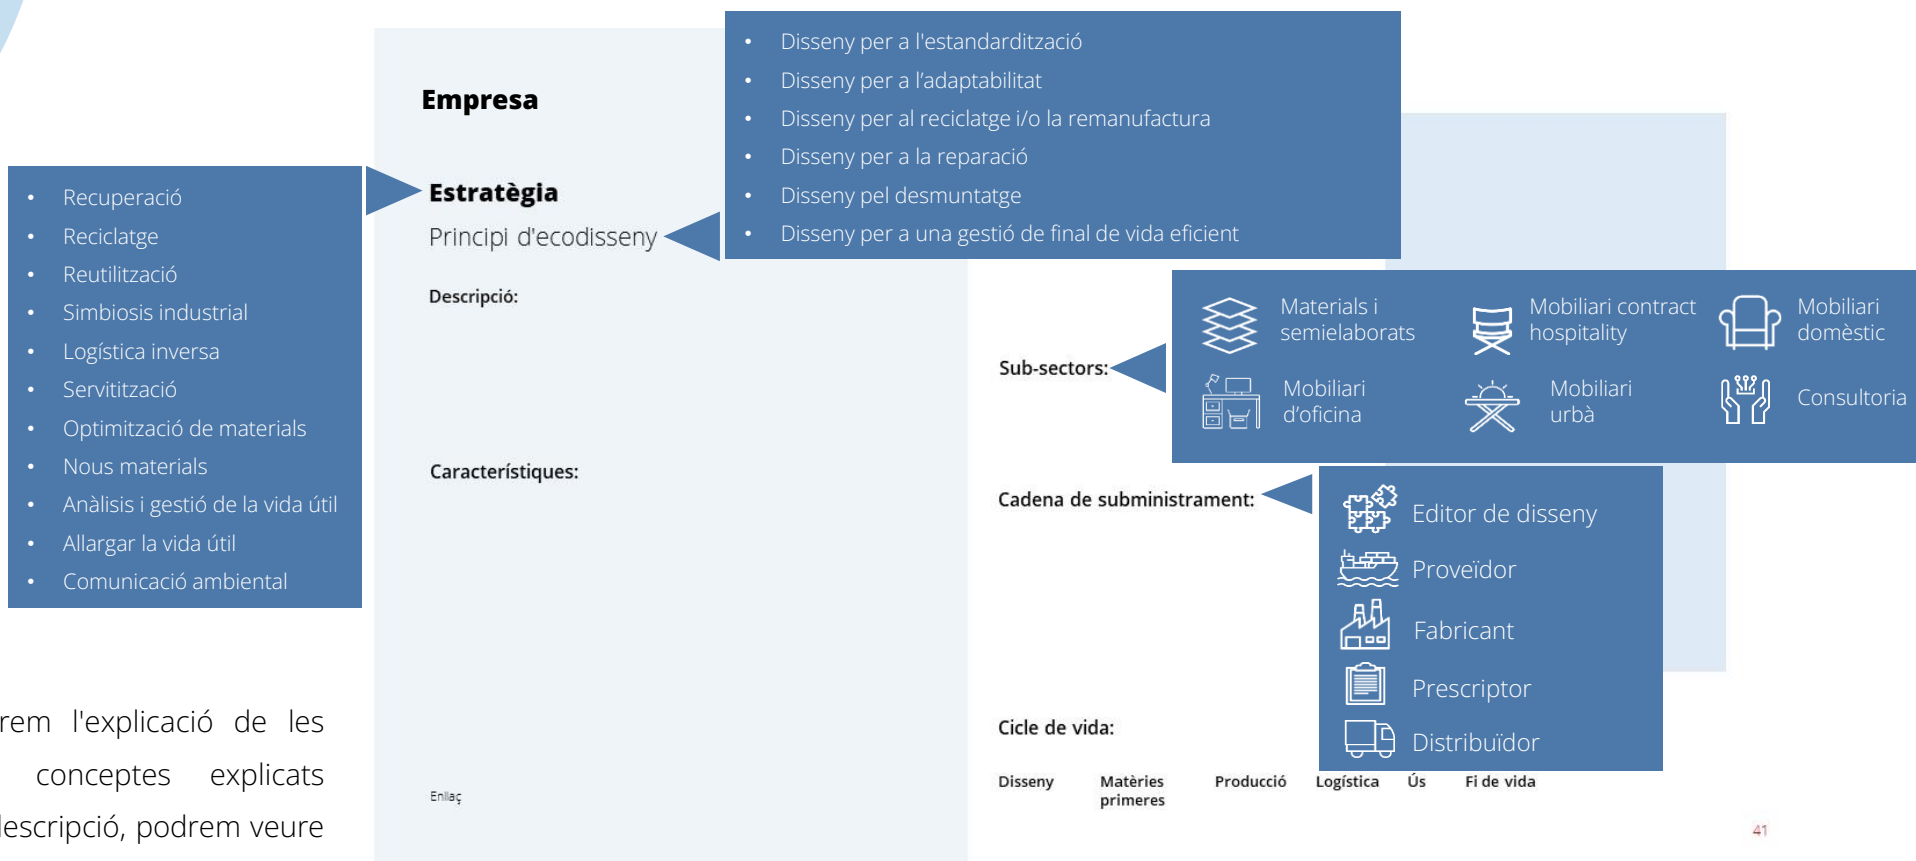 Empresa
Estratègia
Principi d'ecodisseny
Descripció:
Característiques:
Enllaç
• Recuperació
• Reciclatge
• Reutilització
• Simbiosis industrial
• Logística inversa
• Servitització
• Optimització de materials
• Nous materials
• Anàlisis i gestió de la vida útil
• Allargar la vida útil
• Comunicació ambiental
• Disseny per a l'estandardització
• Disseny per a l’adaptabilitat
• Disseny per al reciclatge i/o la remanufactura
• Disseny per a la reparació
• Disseny pel desmuntatge
• Disseny per a una gestió de final de vida eficient
Sub-sectors:
Materials i
semielaborats
Mobiliari contract
hospitality
Mobiliari
domèstic
Mobiliari
d’oficina
Mobiliari
urbà
Consultoria
Cadena de subministrament:
Editor de disseny
Proveïdor
Fabricant
Prescriptor
Distribuïdor
Cicle de vida:
Disseny
Matèries
primeres
Producció
Logística
Ús
Fi de vida
l'explicació de les
conceptes explicats
descripció, podrem veure
41